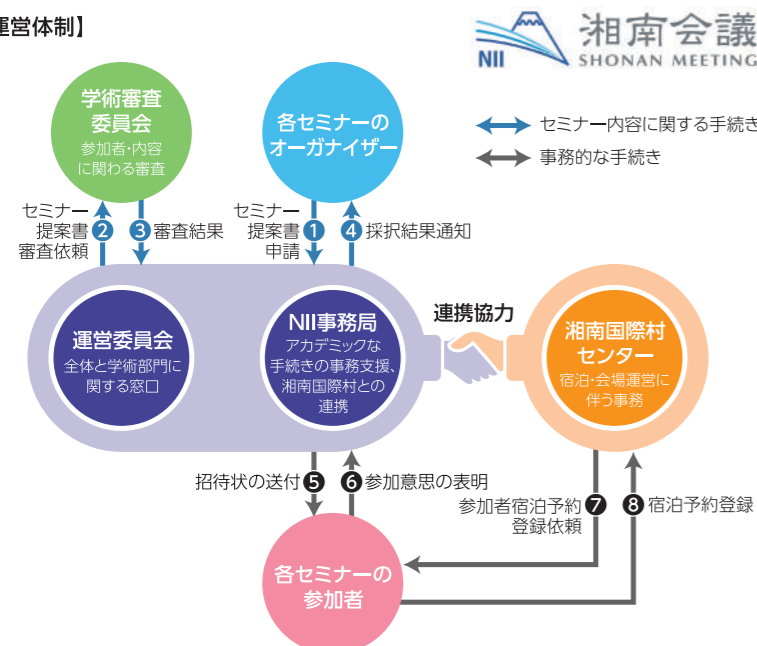 運営体制】
NII
湘南会議
SHONAN MEETING
セミナー内容に関する手続き
事務的な手続き
学術審査
委員会
参加者・内容
に関わる審査
各セミナーの
オーガナイザー
セミナー
提案書
審査依頼
❷
❸審査結果
セミナー
提案書
申請
❶
❹採択結果通知
運営委員会
全体と学術部門に
関する窓口
NII事務局
アカデミックな
手続きの事務支援、
湘南国際村との
連携
連携協力
湘南国際村
センター
宿泊・会場運営に
伴う事務
招待状の送付❺
❻参加意思の表明
参加者宿泊予約
登録依頼
❼
❽宿泊予約登録
各セミナーの
参加者